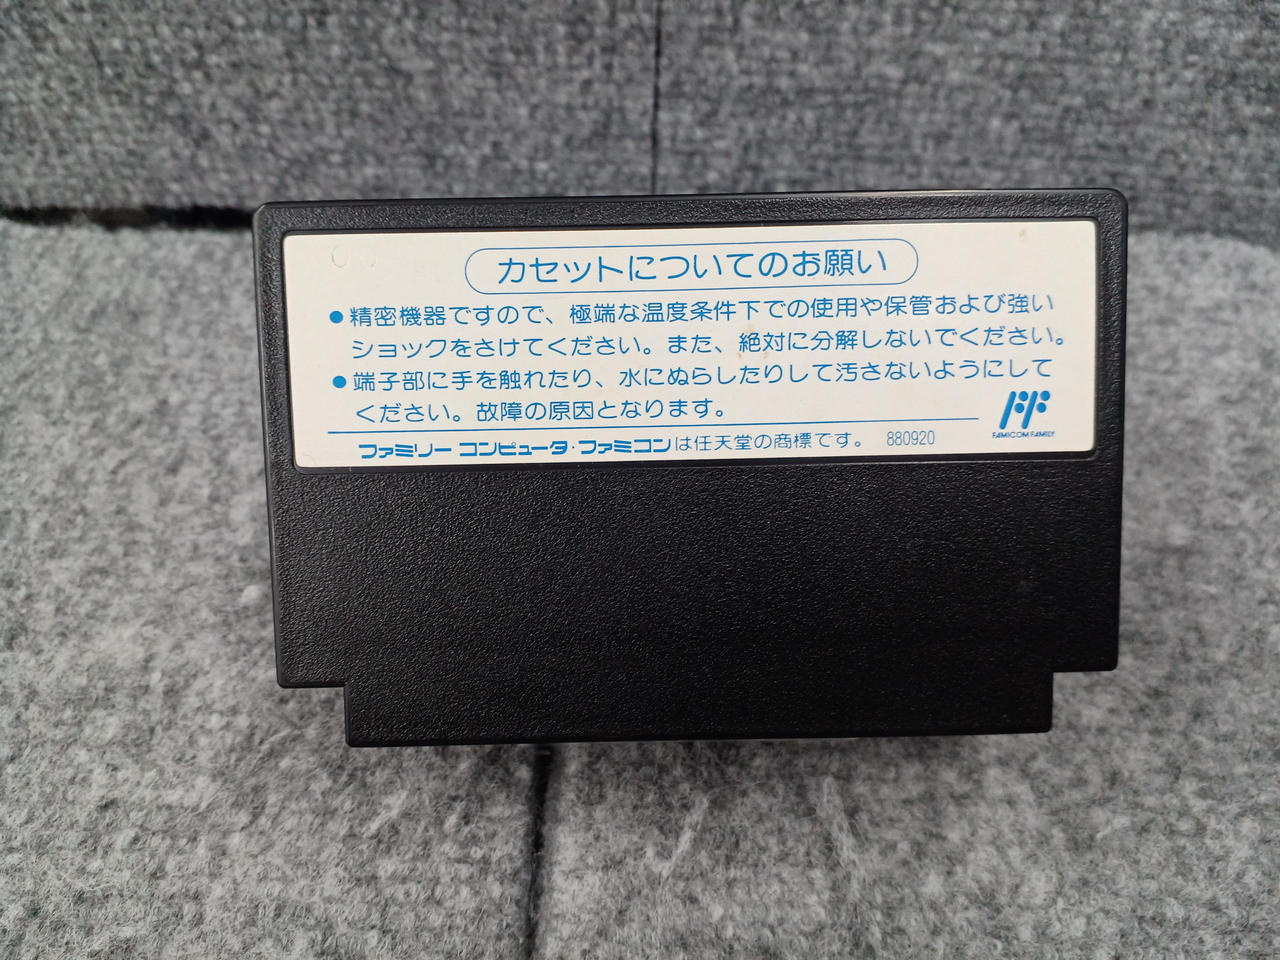 カセットについてのお願い
●精密機器ですので、極端な温度条件下での使用や保管および強い
ショックをさけてください。また、絶対に分解しないでください。
●端子部に手を触れたり、水にぬらしたりして汚さないようにして
ください。故障の原因となります。
FAMICOM FAMILY
ファミリー コンピュータ・ファミコンは任天堂の商標です。 880920